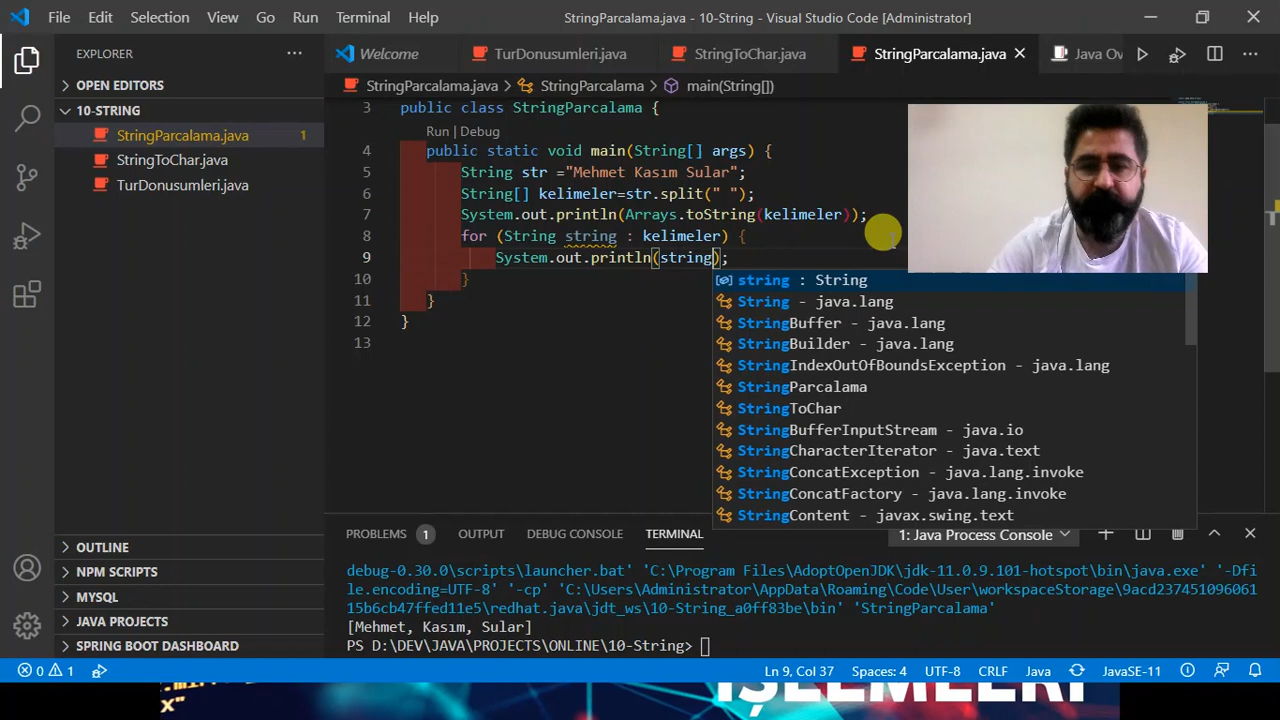 File Edit Selection View Go Run Terminal Help StringParcalama.java - 10-String - Visual Studio Code [Administrator]
EXPLORER
Welcome TurDonusumleri.java StringToChar.java StringParcalama.java Java Ov
OPEN EDITORS
StringParcalama.java StringParcalama main(String[])
10-STRING
StringParcalama.java 1
StringToChar.java
TurDonusumleri.java
3 public class StringParcalama {
Run | Debug
4 public static void main(String[] args) {
5 String str ="Mehmet Kasım Sular";
6 String[] kelimeler=str.split(" ");
7 System.out.println(Arrays.toString(kelimeler));
8 for (String string : kelimeler) {
9 System.out.println(string);
10 }
11 }
12 }
13
string : String
String - java.lang
StringBuffer - java.lang
StringBuilder - java.lang
StringIndexOutOfBoundsException - java.lang
StringParcalama
StringToChar
StringBufferInputStream - java.io
StringCharacterIterator - java.text
StringConcatException - java.lang.invoke
StringConcatFactory - java.lang.invoke
StringContent - javax.swing.text
OUTLINE
NPM SCRIPTS
MYSQL
JAVA PROJECTS
SPRING BOOT DASHBOARD
PROBLEMS 1 OUTPUT DEBUG CONSOLE TERMINAL 1: Java Process Console
debug-0.30.0\scripts\launcher.bat' 'C:\Program Files\AdoptOpenJDK\jdk-11.0.9.101-hotspot\bin\java.exe' '-Dfi
le.encoding=UTF-8' '-cp' 'C:\Users\Administrator\AppData\Roaming\Code\User\workspaceStorage\9acd237451096061
15b6cb47ffed11e5\redhat.java\jdt_ws\10-String_a0ff83be\bin' 'StringParcalama'
[Mehmet, Kasım, Sular]
PS D:\DEV\JAVA\PROJECTS\ONLINE\10-String>
0 1 Ln 9, Col 37 Spaces: 4 UTF-8 CRLF Java JavaSE-11
İŞLEMLERİ